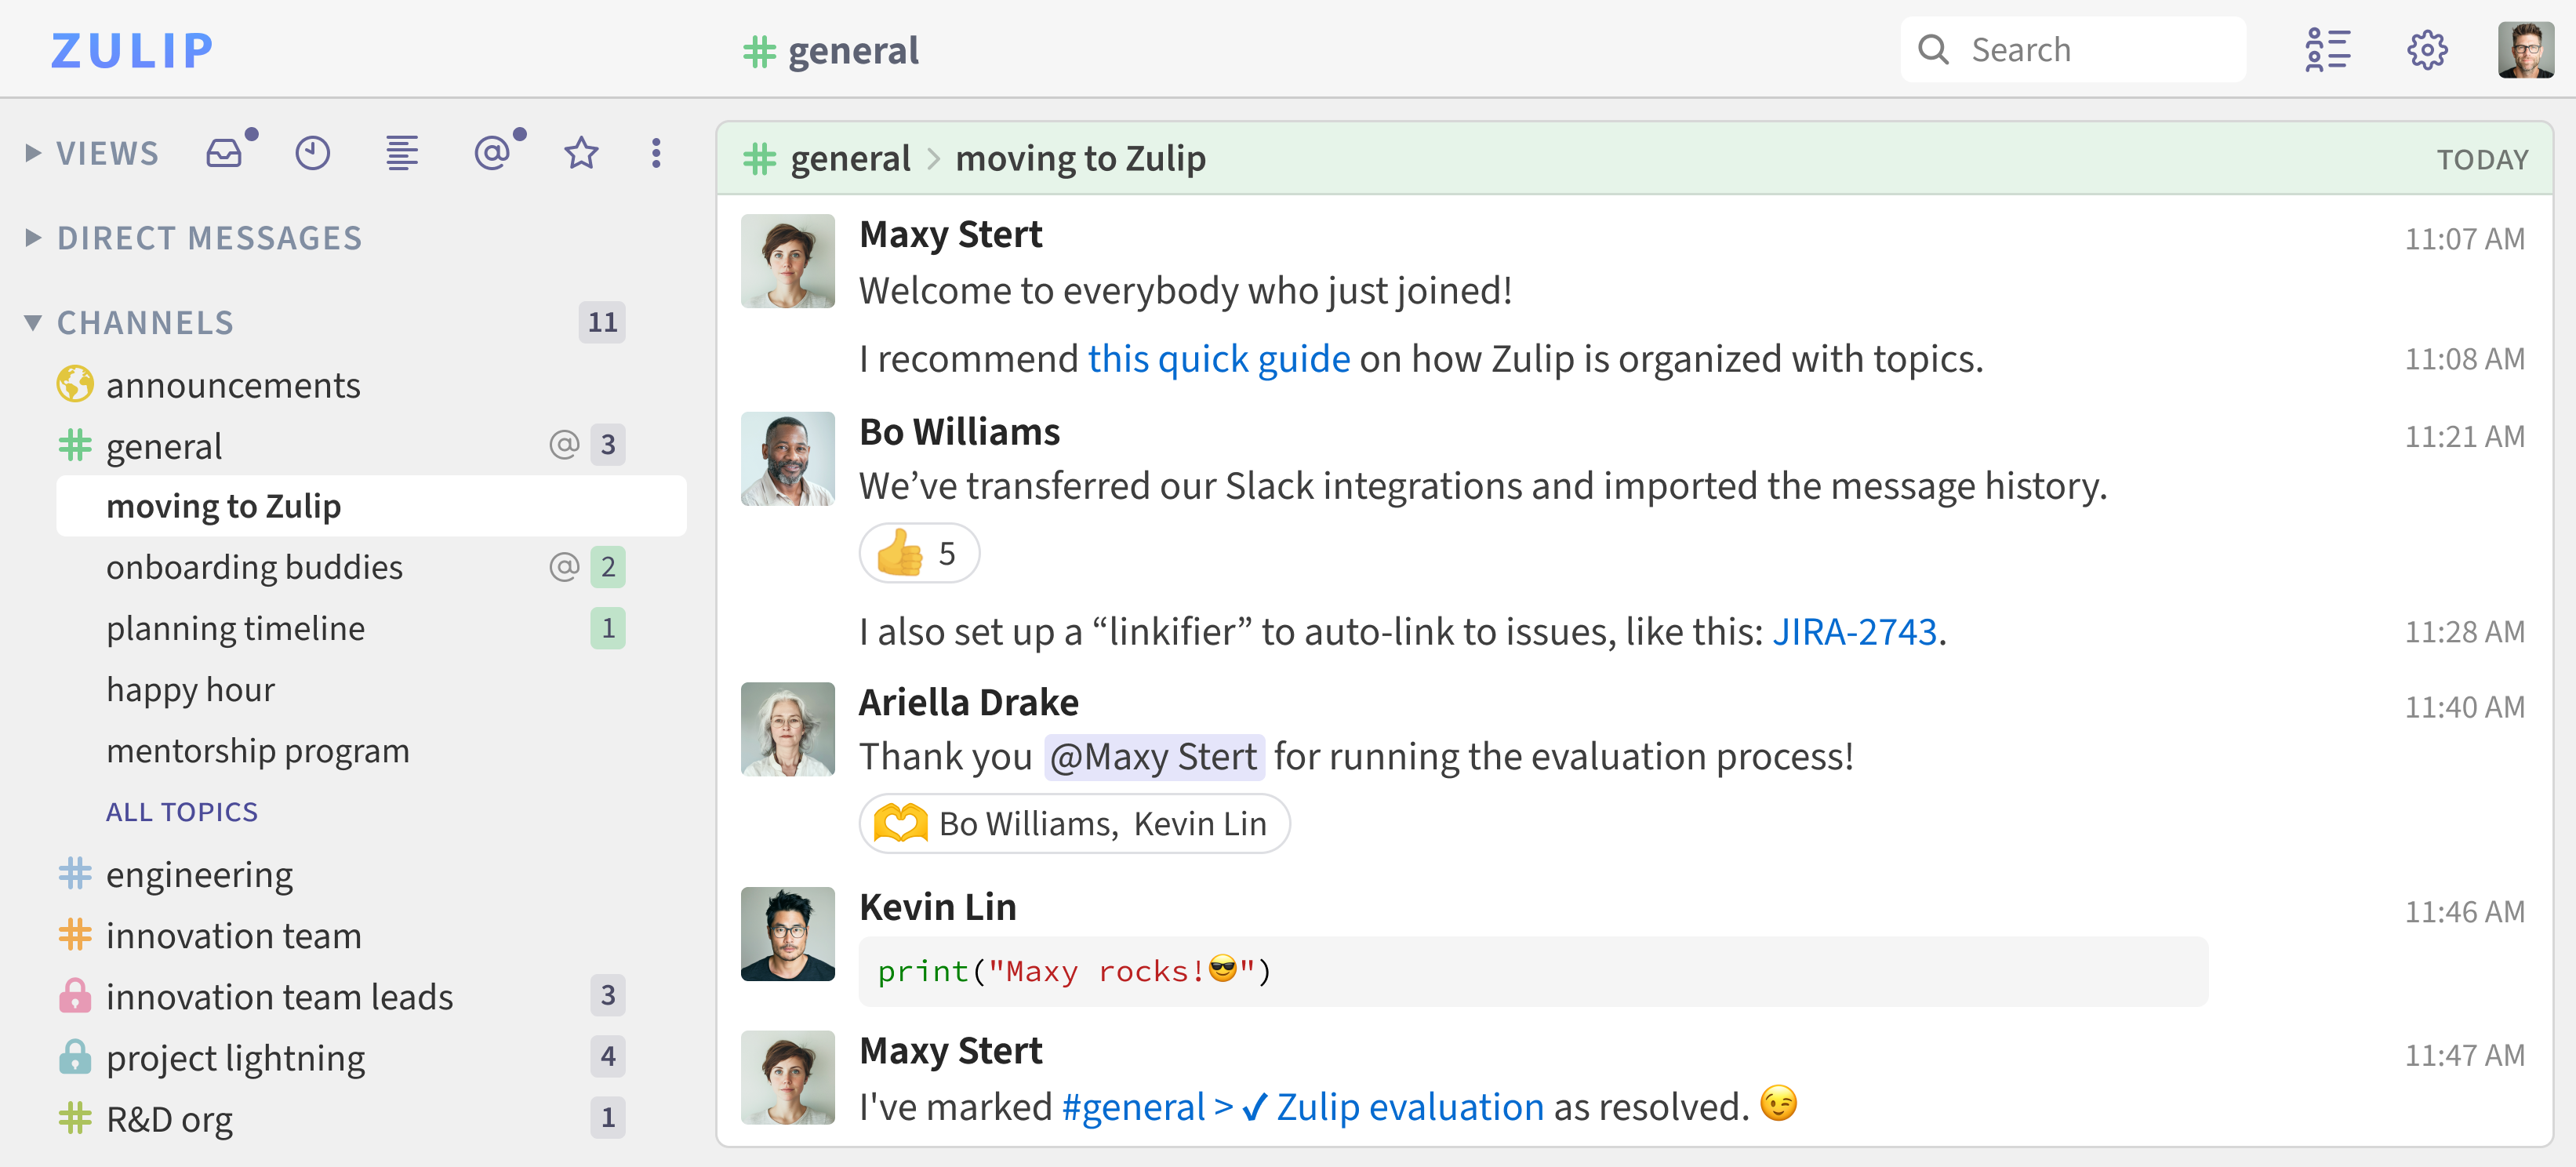 ZULIP
# general
Search
VIEWS
DIRECT MESSAGES
CHANNELS 11
announcements
# general @ 3
moving to Zulip
onboarding buddies @ 2
planning timeline 1
happy hour
mentorship program
ALL TOPICS
# engineering
# innovation team
innovation team leads 3
project lightning 4
# R&D org 1
# general > moving to Zulip TODAY
Maxy Stert 11:07 AM
Welcome to everybody who just joined!
I recommend this quick guide on how Zulip is organized with topics. 11:08 AM
Bo Williams 11:21 AM
We’ve transferred our Slack integrations and imported the message history.
👍 5
I also set up a “linkifier” to auto-link to issues, like this: JIRA-2743. 11:28 AM
Ariella Drake 11:40 AM
Thank you @Maxy Stert for running the evaluation process!
🫶 Bo Williams, Kevin Lin
Kevin Lin 11:46 AM
print("Maxy rocks!😎")
Maxy Stert 11:47 AM
I've marked #general > ✔ Zulip evaluation as resolved. 😉